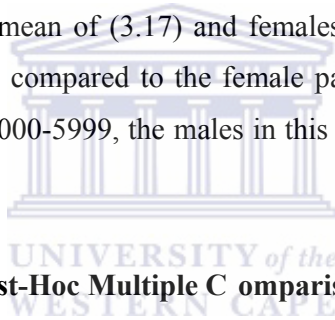 mean of (3.17) and females
compared to the female pa
000-5999, the males in this
UNIVERSITY of the
st-Hoc Multiple C omparis
WESTERN CAPE